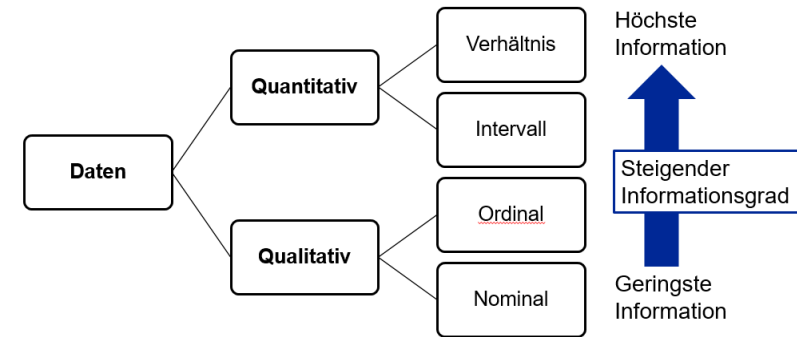 Daten
Quantitativ
Qualitativ
Verhältnis
Intervall
Ordinal
Nominal
Höchste
Information
Steigender
Informationsgrad
Geringste
Information